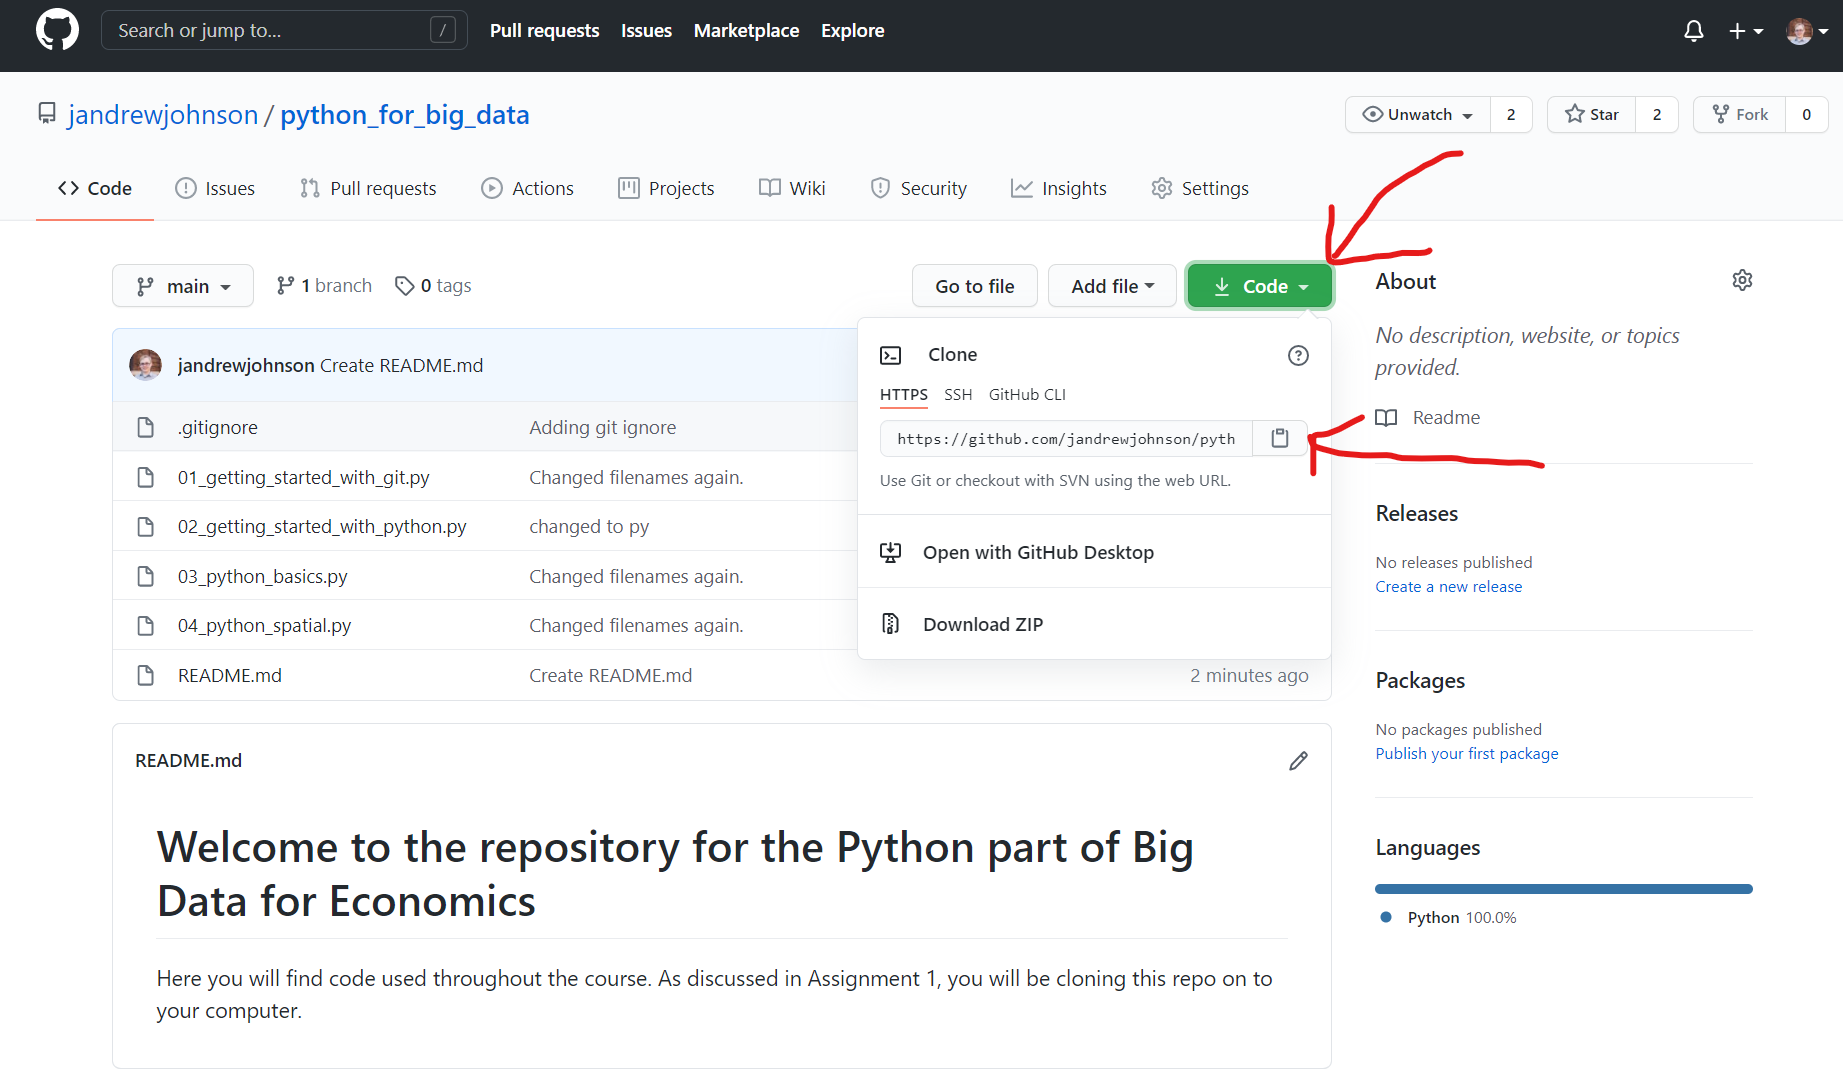 Search or jump to... /
Pull requests Issues Marketplace Explore
jandrewjohnson / python_for_big_data
Unwatch 2 Star 2 Fork 0
Code Issues Pull requests Actions Projects Wiki Security Insights Settings
main 1 branch 0 tags
Go to file Add file Code
jandrewjohnson Create README.md
.gitignore Adding git ignore
01_getting_started_with_git.py Changed filenames again.
02_getting_started_with_python.py changed to py
03_python_basics.py Changed filenames again.
04_python_spatial.py Changed filenames again.
README.md Create README.md 2 minutes ago
Clone
HTTPS SSH GitHub CLI
https://github.com/jandrewjohnson/pyth
Use Git or checkout with SVN using the web URL.
Open with GitHub Desktop
Download ZIP
README.md
Welcome to the repository for the Python part of Big
Data for Economics
Here you will find code used throughout the course. As discussed in Assignment 1, you will be cloning this repo on to
your computer.
About
No description, website, or topics
provided.
Readme
Releases
No releases published
Create a new release
Packages
No packages published
Publish your first package
Languages
Python 100.0%